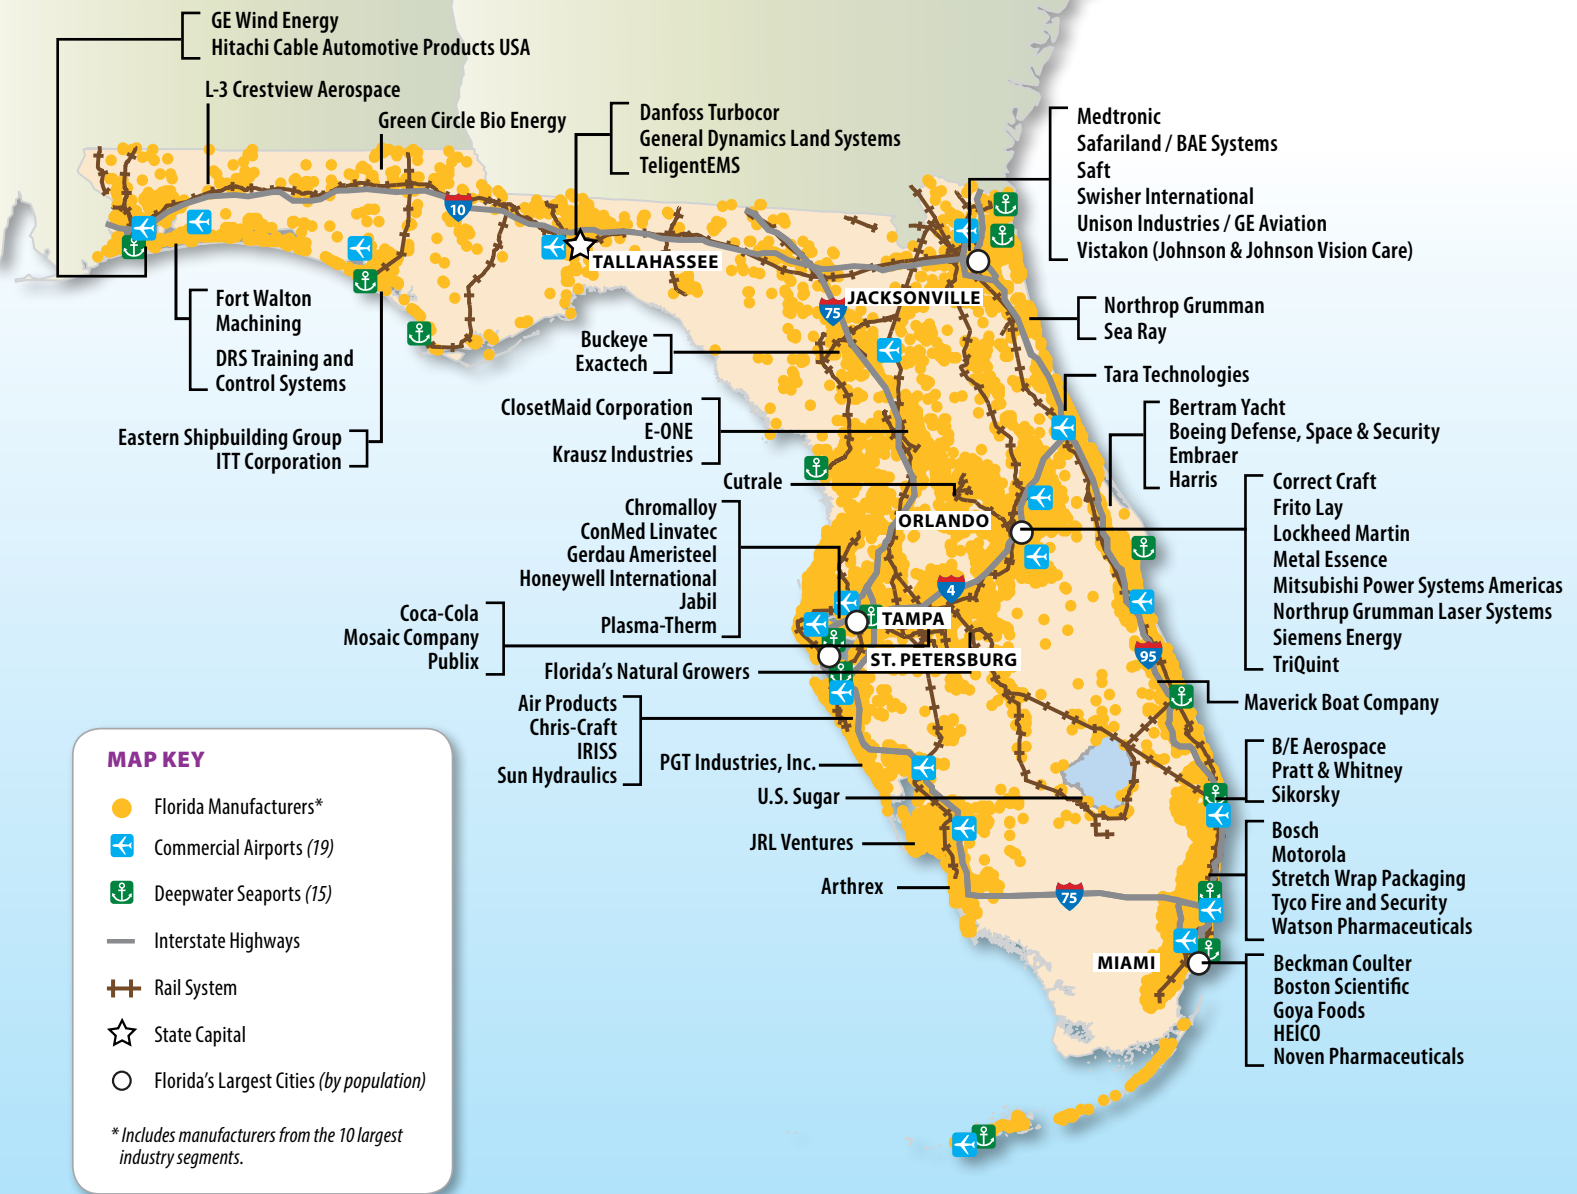 GE Wind Energy
Hitachi Cable Automotive Products USA
L-3 Crestview Aerospace
Green Circle Bio Energy
Danfoss Turbocor
General Dynamics Land Systems
TeligentEMS
Medtronic
Safariland / BAE Systems
Saft
Swisher International
Unison Industries / GE Aviation
Vistakon (Johnson & Johnson Vision Care)
10
TALLAHASSEE
JACKSONVILLE
75
Fort Walton
Machining
DRS Training and
Control Systems
Northrop Grumman
Sea Ray
Buckeye
Exactech
Tara Technologies
ClosetMaid Corporation
E-ONE
Krausz Industries
Bertram Yacht
Boeing Defense, Space & Security
Embraer
Harris
Eastern Shipbuilding Group
ITT Corporation
Cutrale
ORLANDO
Correct Craft
Frito Lay
Lockheed Martin
Metal Essence
Mitsubishi Power Systems Americas
Northrup Grumman Laser Systems
Siemens Energy
TriQuint
Chromalloy
ConMed Linvatec
Gerdau Ameristeel
Honeywell International
Jabil
Plasma-Therm
4
TAMPA
Coca-Cola
Mosaic Company
Publix
ST. PETERSBURG
95
Florida's Natural Growers
Maverick Boat Company
Air Products
Chris-Craft
IRISS
Sun Hydraulics
PGT Industries, Inc.
B/E Aerospace
Pratt & Whitney
Sikorsky
U.S. Sugar
JRL Ventures
Bosch
Motorola
Stretch Wrap Packaging
Tyco Fire and Security
Watson Pharmaceuticals
Arthrex
75
MIAMI
Beckman Coulter
Boston Scientific
Goya Foods
HEICO
Noven Pharmaceuticals
MAP KEY
Florida Manufacturers*
Commercial Airports (19)
Deepwater Seaports (15)
Interstate Highways
Rail System
State Capital
Florida's Largest Cities (by population)
* Includes manufacturers from the 10 largest
industry segments.